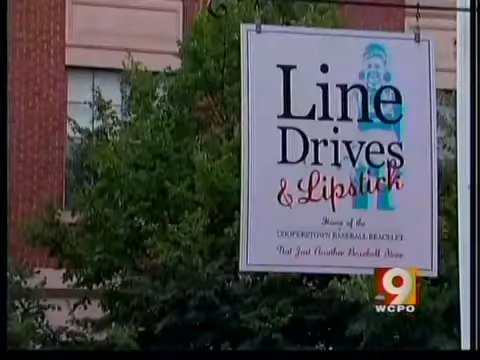 Line
Drives
& Lipstick
Home of the
COOPERSTOWN BASEBALL BRACELET
Not Just Another Baseball Store
9
WCPO